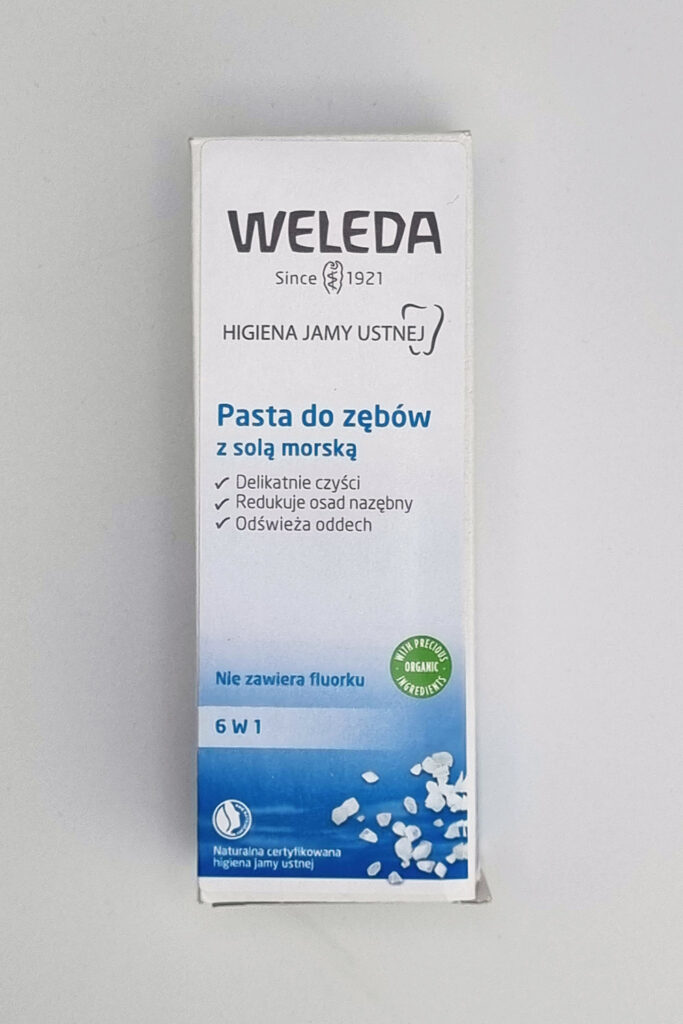 WELEDA
Since 1921
HIGIENA JAMY USTNEJ
Pasta do zębów
z solą morską
Delikatnie czyści
Redukuje osad nazębny
Odświeża oddech
WITH PRECIOUS
ORGANIC
INGREDIENTS
Nie zawiera fluorku
6 W 1
Naturalna certyfikowana
higiena jamy ustnej